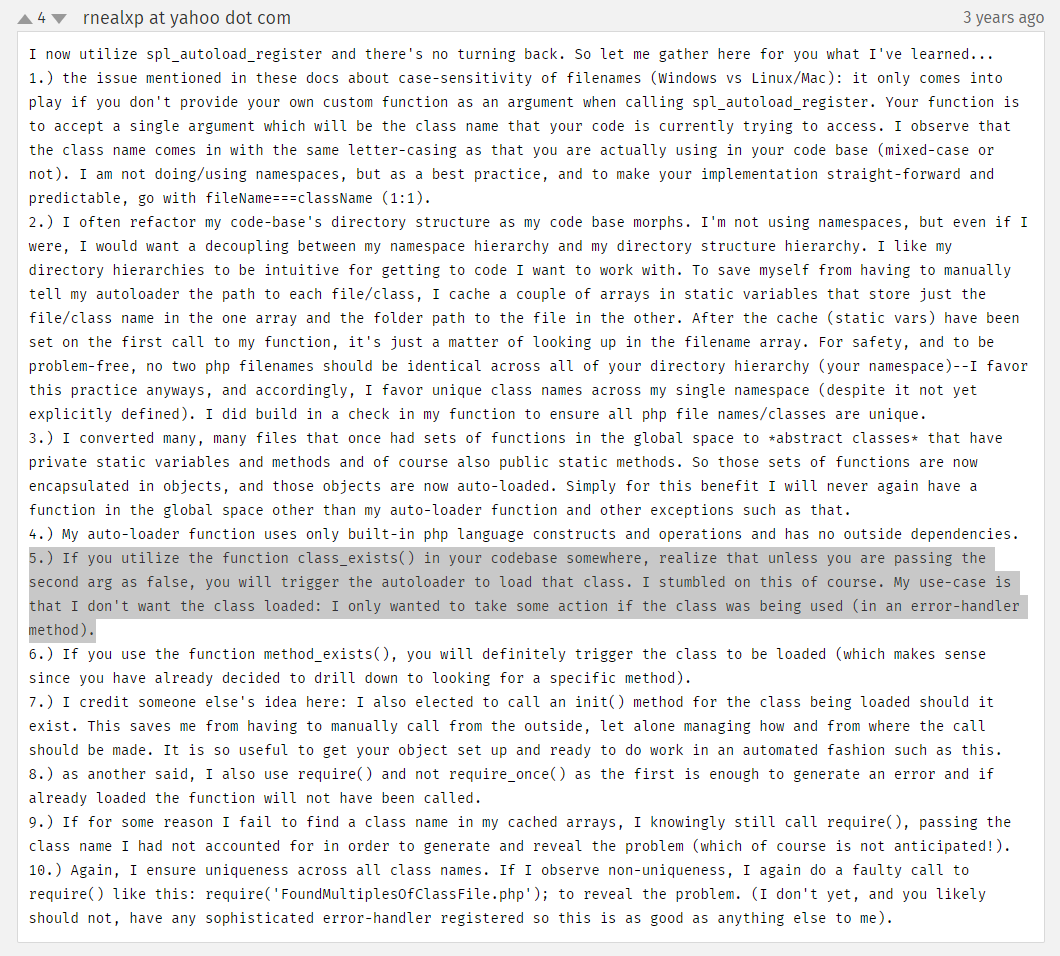 4 rnealxp at yahoo dot com 3 years ago
I now utilize spl_autoload_register and there's no turning back. So let me gather here for you what I've learned...
1.) the issue mentioned in these docs about case-sensitivity of filenames (Windows vs Linux/Mac): it only comes into
play if you don't provide your own custom function as an argument when calling spl_autoload_register. Your function is
to accept a single argument which will be the class name that your code is currently trying to access. I observe that
the class name comes in with the same letter-casing as that you are actually using in your code base (mixed-case or
not). I am not doing/using namespaces, but as a best practice, and to make your implementation straight-forward and
predictable, go with fileName===className (1:1).
2.) I often refactor my code-base's directory structure as my code base morphs. I'm not using namespaces, but even if I
were, I would want a decoupling between my namespace hierarchy and my directory structure hierarchy. I like my
directory hierarchies to be intuitive for getting to code I want to work with. To save myself from having to manually
tell my autoloader the path to each file/class, I cache a couple of arrays in static variables that store just the
file/class name in the one array and the folder path to the file in the other. After the cache (static vars) have been
set on the first call to my function, it's just a matter of looking up in the filename array. For safety, and to be
problem-free, no two php filenames should be identical across all of your directory hierarchy (your namespace)--I favor
this practice anyways, and accordingly, I favor unique class names across my single namespace (despite it not yet
explicitly defined). I did build in a check in my function to ensure all php file names/classes are unique.
3.) I converted many, many files that once had sets of functions in the global space to *abstract classes* that have
private static variables and methods and of course also public static methods. So those sets of functions are now
encapsulated in objects, and those objects are now auto-loaded. Simply for this benefit I will never again have a
function in the global space other than my auto-loader function and other exceptions such as that.
4.) My auto-loader function uses only built-in php language constructs and operations and has no outside dependencies.
5.) If you utilize the function class_exists() in your codebase somewhere, realize that unless you are passing the
second arg as false, you will trigger the autoloader to load that class. I stumbled on this of course. My use-case is
that I don't want the class loaded: I only wanted to take some action if the class was being used (in an error-handler
method).
6.) If you use the function method_exists(), you will definitely trigger the class to be loaded (which makes sense
since you have already decided to drill down to looking for a specific method).
7.) I credit someone else's idea here: I also elected to call an init() method for the class being loaded should it
exist. This saves me from having to manually call from the outside, let alone managing how and from where the call
should be made. It is so useful to get your object set up and ready to do work in an automated fashion such as this.
8.) as another said, I also use require() and not require_once() as the first is enough to generate an error and if
already loaded the function will not have been called.
9.) If for some reason I fail to find a class name in my cached arrays, I knowingly still call require(), passing the
class name I had not accounted for in order to generate and reveal the problem (which of course is not anticipated!).
10.) Again, I ensure uniqueness across all class names. If I observe non-uniqueness, I again do a faulty call to
require() like this: require('FoundMultiplesOfClassFile.php'); to reveal the problem. (I don't yet, and you likely
should not, have any sophisticated error-handler registered so this is as good as anything else to me).